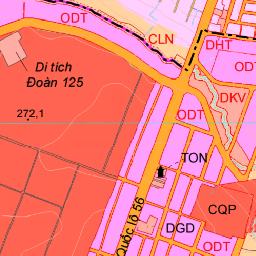 ODT
CLN
DHT
ODT
Di tích
Đoàn 125
DKV
272,1
ODT
TON
Quốc lộ 56
CQP
DGD
ODT